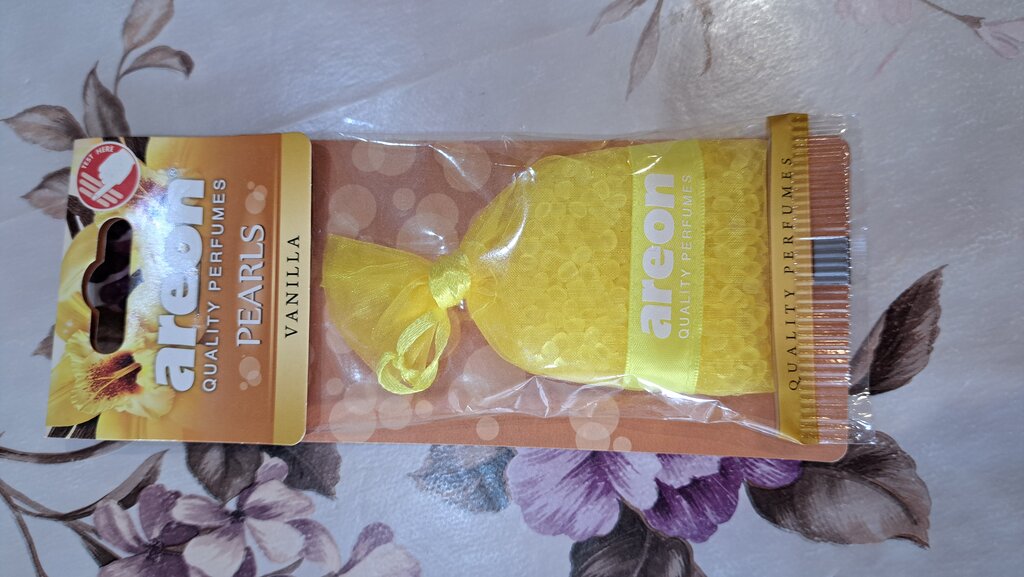 TEST HERE
areon®
QUALITY PERFUMES
PEARLS
VANILLA
areon
QUALITY PERFUMES
QUALITY PERFUMES